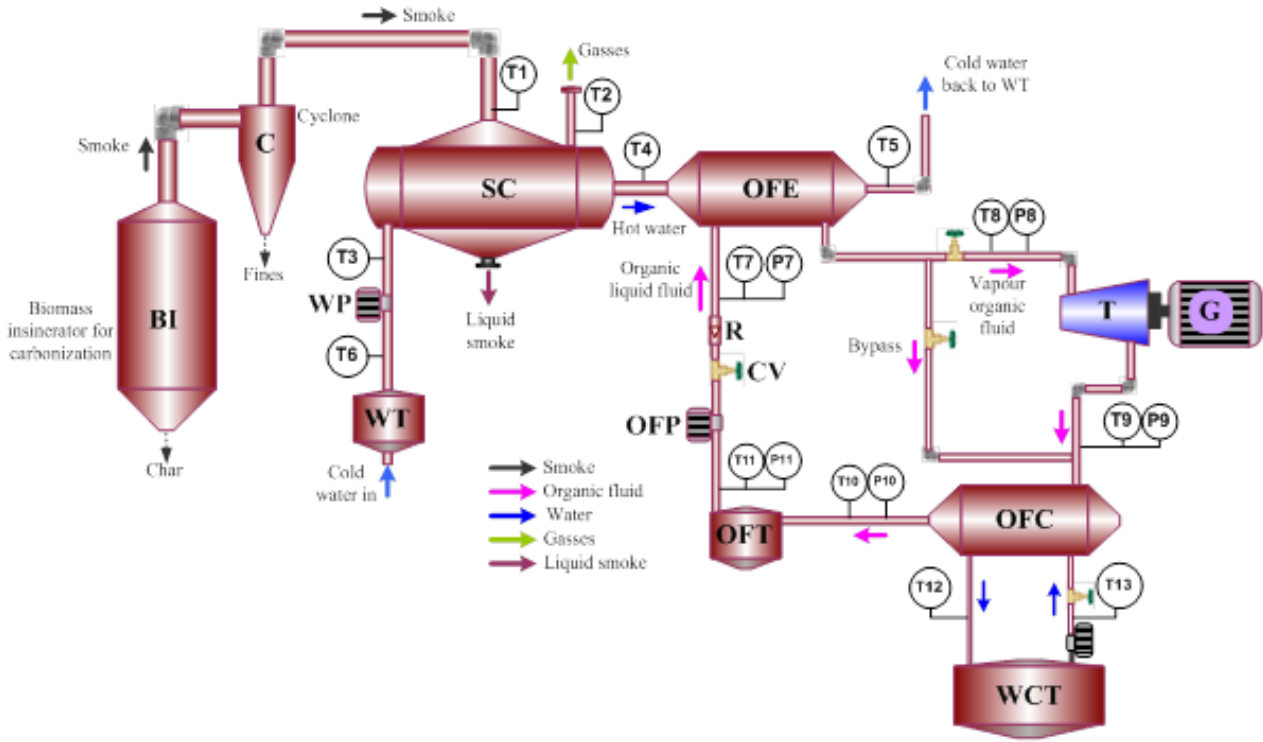 Smoke
Gasses
T1
T2
Cold water
back to WT
Smoke
C
Cyclone
T4
T5
SC
OFE
Hot water
T8
P8
Fines
T3
Organic
liquid fluid
T7
P7
Vapour
organic
fluid
T
G
Biomass
insinerator for
carbonization
BI
WP
Liquid
smoke
R
Bypass
T6
CV
WT
OFP
T9
P9
Char
Cold
water in
Smoke
Organic fluid
Water
Gasses
Liquid smoke
T11
P11
T10
P10
OFT
OFC
T12
T13
WCT